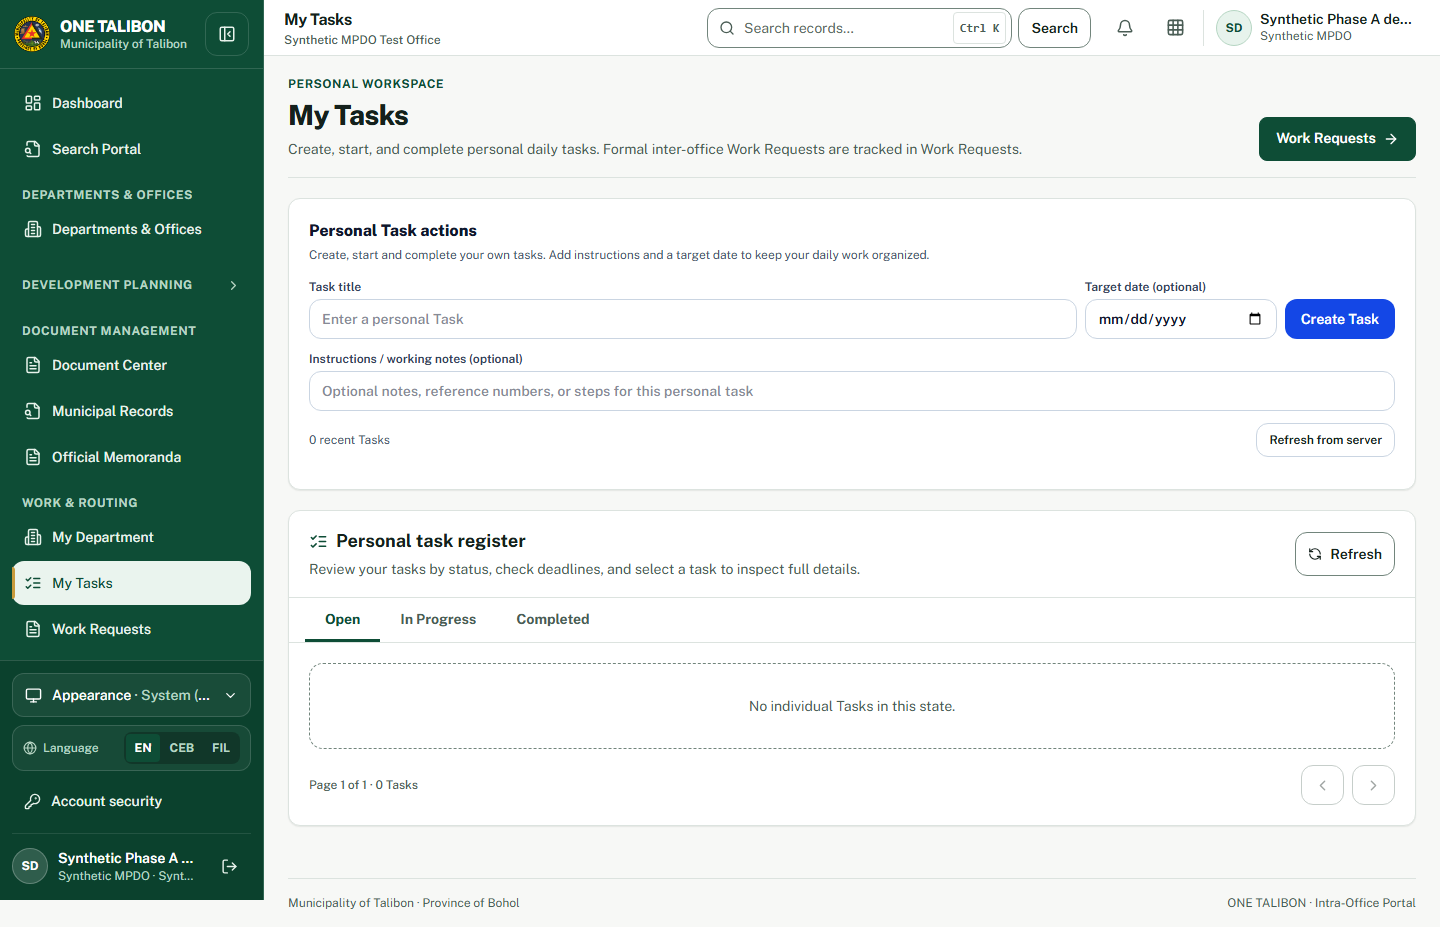 ONE TALIBON
Municipality of Talibon
My Tasks
Synthetic MPDO Test Office
Search records...
Ctrl K
Search
SD
Synthetic Phase A de...
Synthetic MPDO
Dashboard
Search Portal
DEPARTMENTS & OFFICES
Departments & Offices
DEVELOPMENT PLANNING
DOCUMENT MANAGEMENT
Document Center
Municipal Records
Official Memoranda
WORK & ROUTING
My Department
My Tasks
Work Requests
Appearance · System (...
Language
EN
CEB
FIL
Account security
SD
Synthetic Phase A ...
Synthetic MPDO · Synt...
PERSONAL WORKSPACE
My Tasks
Create, start, and complete personal daily tasks. Formal inter-office Work Requests are tracked in Work Requests.
Work Requests
Personal Task actions
Create, start and complete your own tasks. Add instructions and a target date to keep your daily work organized.
Task title
Target date (optional)
Enter a personal Task
mm/dd/yyyy
Create Task
Instructions / working notes (optional)
Optional notes, reference numbers, or steps for this personal task
0 recent Tasks
Refresh from server
Personal task register
Review your tasks by status, check deadlines, and select a task to inspect full details.
Refresh
Open
In Progress
Completed
No individual Tasks in this state.
Page 1 of 1 · 0 Tasks
Municipality of Talibon · Province of Bohol
ONE TALIBON · Intra-Office Portal